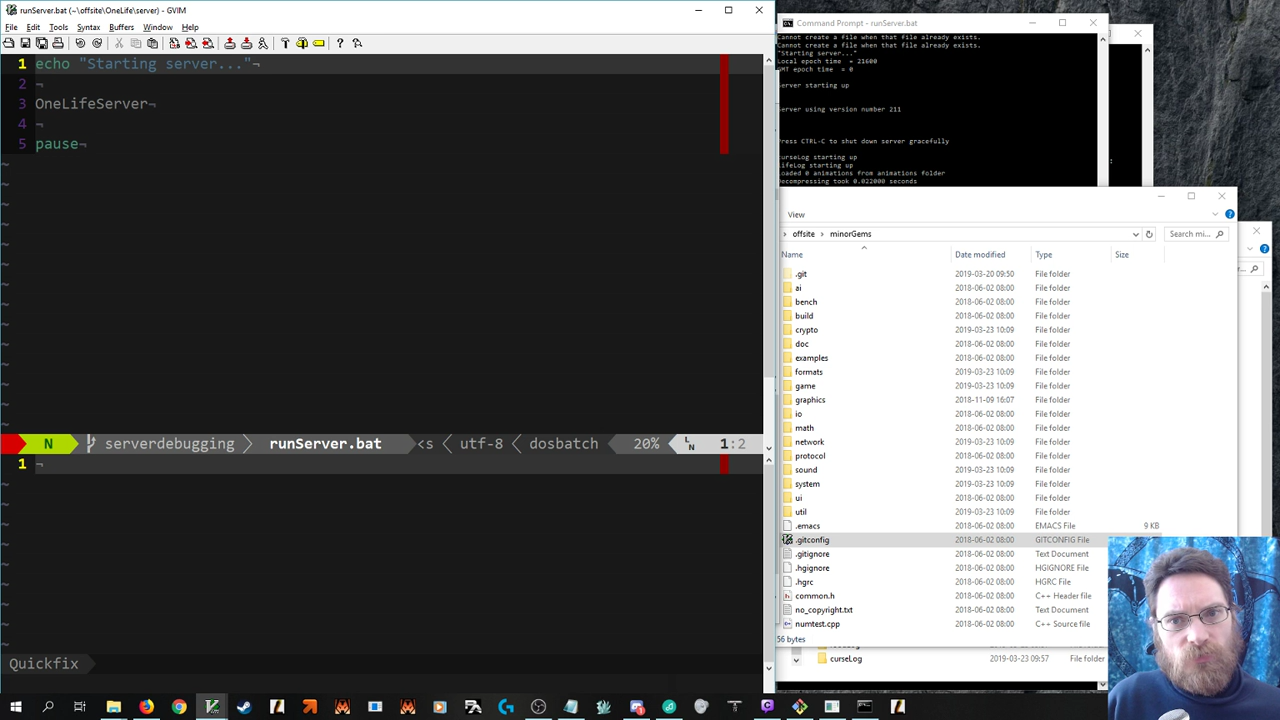 runServer.bat (~\offsite\OneLife\server) - GVIM
File Edit Tools Syntax Buffers Window Help
1 echo "Starting server..."¬
2 ¬
3 OneLifeServer¬
4 ¬
5 pause¬
N serverdebugging runServer.bat <s utf-8 dosbatch 20% LN 1:2
1 ¬
Quickfix
Command Prompt - runServer.bat
Cannot create a file when that file already exists.
Cannot create a file when that file already exists.
"Starting server..."
Local epoch time = 21600
GMT epoch time = 0
Server starting up
Server using version number 211
Press CTRL-C to shut down server gracefully
curseLog starting up
lifeLog starting up
Loaded 0 animations from animations folder
Decompressing took 0.022000 seconds
View
offsite > minorGems Search mi...
Name Date modified Type Size
.git 2019-03-20 09:50 File folder
ai 2018-06-02 08:00 File folder
bench 2018-06-02 08:00 File folder
build 2018-06-02 08:00 File folder
crypto 2019-03-23 10:09 File folder
doc 2018-06-02 08:00 File folder
examples 2018-06-02 08:00 File folder
formats 2019-03-23 10:09 File folder
game 2019-03-23 10:09 File folder
graphics 2018-11-09 16:07 File folder
io 2018-06-02 08:00 File folder
math 2018-06-02 08:00 File folder
network 2018-06-02 08:00 File folder
protocol 2018-06-02 08:00 File folder
sound 2019-03-23 10:09 File folder
system 2019-03-23 10:09 File folder
ui 2018-06-02 08:00 File folder
util 2019-03-23 10:09 File folder
.emacs 2018-06-02 08:00 EMACS File 9 KB
.gitconfig 2018-06-02 08:00 GITCONFIG File
.gitignore 2018-06-02 08:00 Text Document
.hgignore 2018-06-02 08:00 HGIGNORE File
.hgrc 2018-06-02 08:00 HGRC File
common.h 2018-06-02 08:00 C++ Header file
no_copyright.txt 2018-06-02 08:00 Text Document
numtest.cpp 2018-06-02 08:00 C++ Source file
56 bytes
curseLog 2019-03-23 09:57 File folder